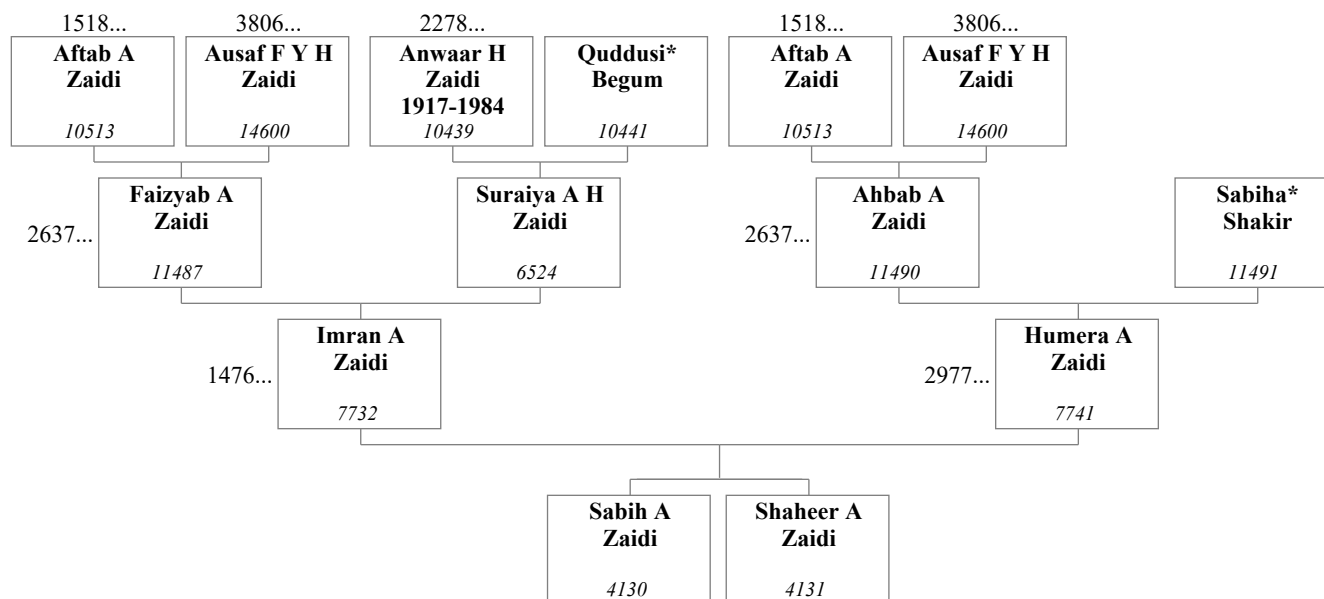 1518...
3806...
2278...
1518...
3806...
Aftab A
Zaidi
10513
Ausaf F Y H
Zaidi
14600
Anwaar H
Zaidi
1917-1984
10439
Quddusi*
Begum
10441
Aftab A
Zaidi
10513
Ausaf F Y H
Zaidi
14600
2637...
Faizyab A
Zaidi
11487
Suraiya A H
Zaidi
6524
2637...
Ahbab A
Zaidi
11490
Sabiha*
Shakir
11491
1476...
Imran A
Zaidi
7732
2977...
Humera A
Zaidi
7741
Sabih A
Zaidi
4130
Shaheer A
Zaidi
4131